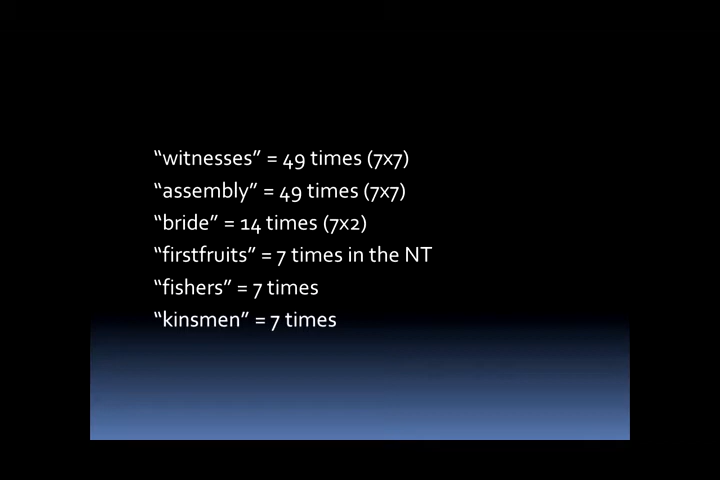 “witnesses” = 49 times (7x7)
“assembly” = 49 times (7x7)
“bride” = 14 times (7x2)
“firstfruits” = 7 times in the NT
“fishers” = 7 times
“kinsmen” = 7 times